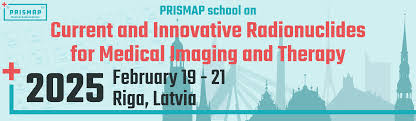 PRISMAP
PRISMAP school on
Current and Innovative Radionuclides
for Medical Imaging and Therapy
2025
February 19 - 21
Riga, Latvia